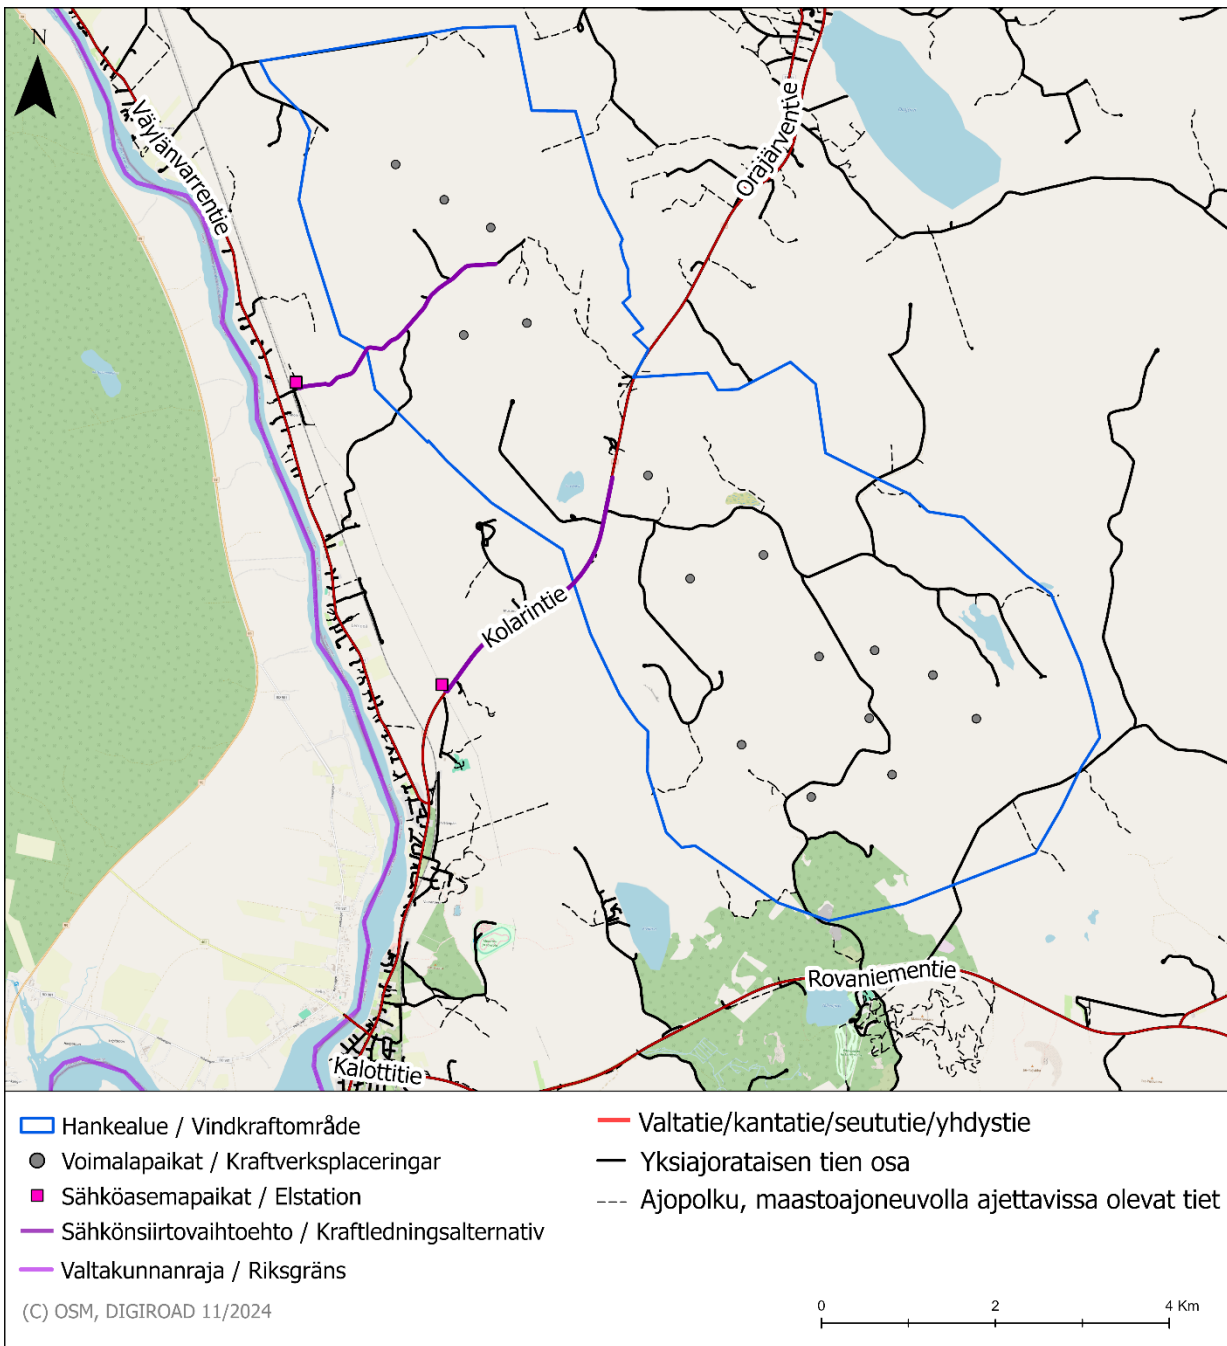 N
Väylänvarrentie
Orajärventie
Kolarintie
Rovaniementie
Kalottitie
Hankealue / Vindkraftområde
Voimalapaikat / Kraftverksplaceringar
Sähköasemapaikat / Elstation
Sähkönsiirtovaihtoehto / Kraftledningsalternativ
Valtakunnanraja / Riksgräns
(C) OSM, DIGIROAD 11/2024
Valtatie/kantatie/seututie/yhdystie
Yksiajorataisen tien osa
Ajopolku, maastoajoneuvolla ajettavissa olevat tiet
0 2 4 Km